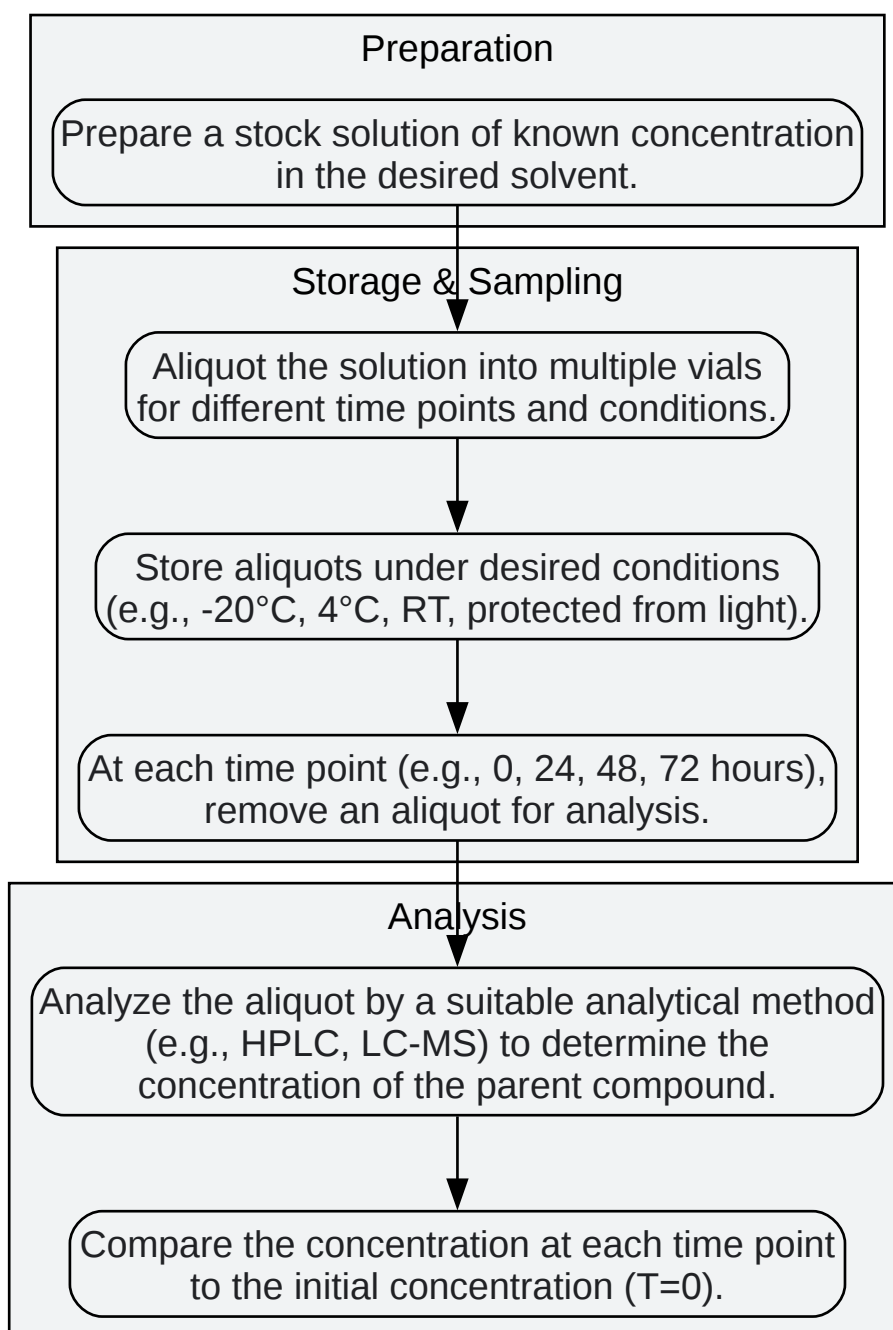 Preparation
Prepare a stock solution of known concentration
in the desired solvent.
Storage & Sampling
Aliquot the solution into multiple vials
for different time points and conditions.
Store aliquots under desired conditions
(e.g., -20°C, 4°C, RT, protected from light).
At each time point (e.g., 0, 24, 48, 72 hours),
remove an aliquot for analysis.
Analysis
Analyze the aliquot by a suitable analytical method
(e.g., HPLC, LC-MS) to determine the
concentration of the parent compound.
Compare the concentration at each time point
to the initial concentration (T=0).